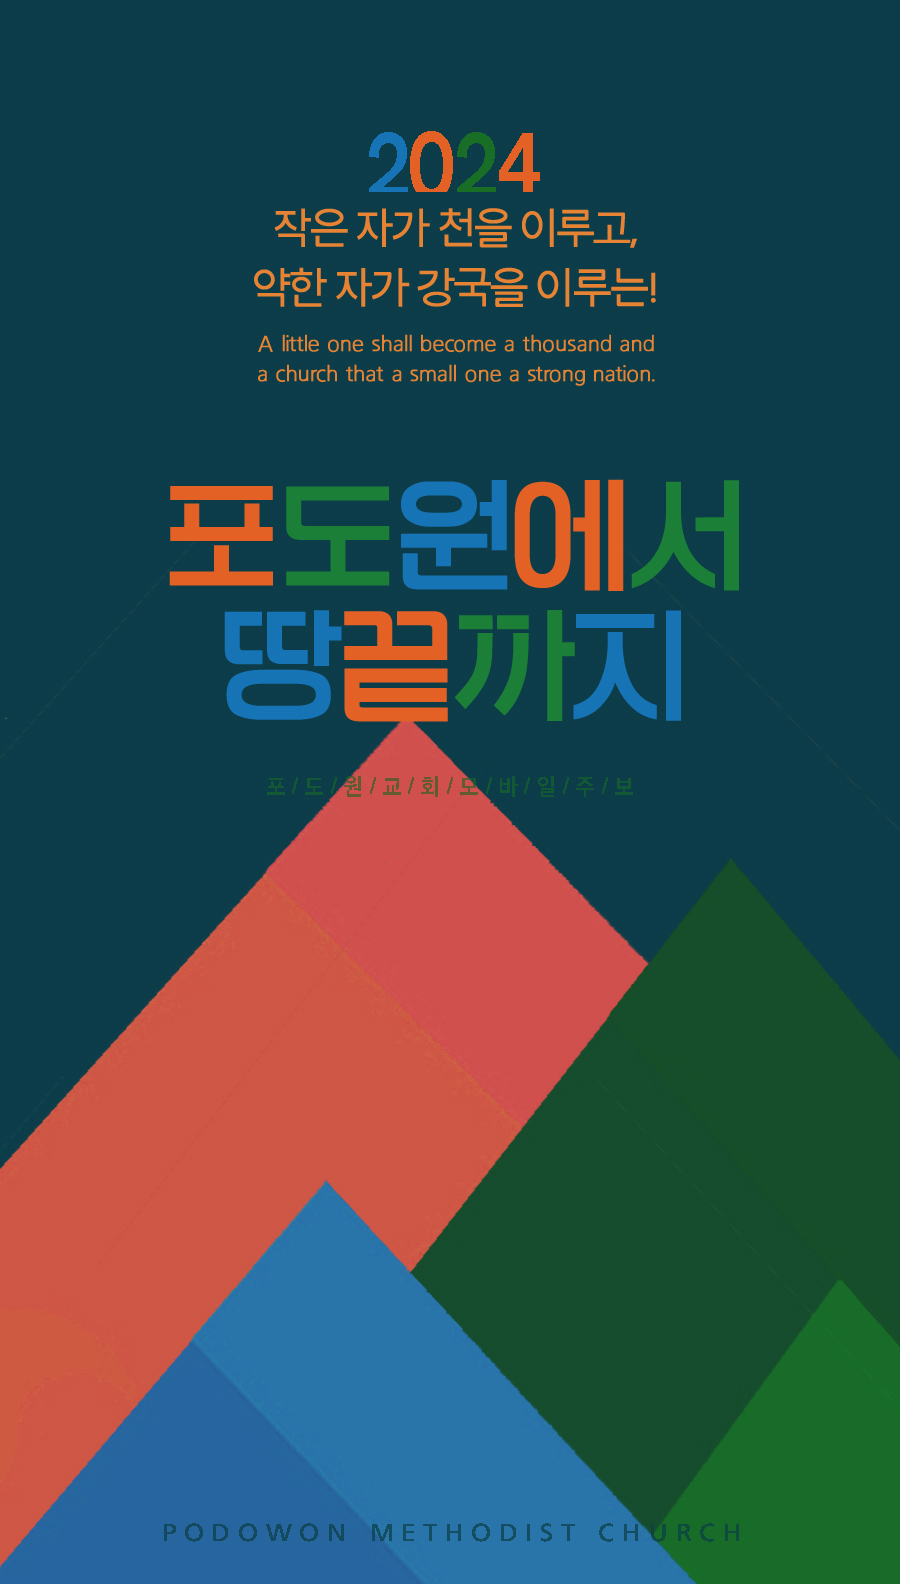 2024
작은 자가 천을 이루고,
약한 자가 강국을 이루는!
A little one shall become a thousand and
a church that a small one a strong nation.
포도원에서
땅끝까지
포/도/원/교/회/모/바/일/주/보
PODOWON METHODIST CHURCH